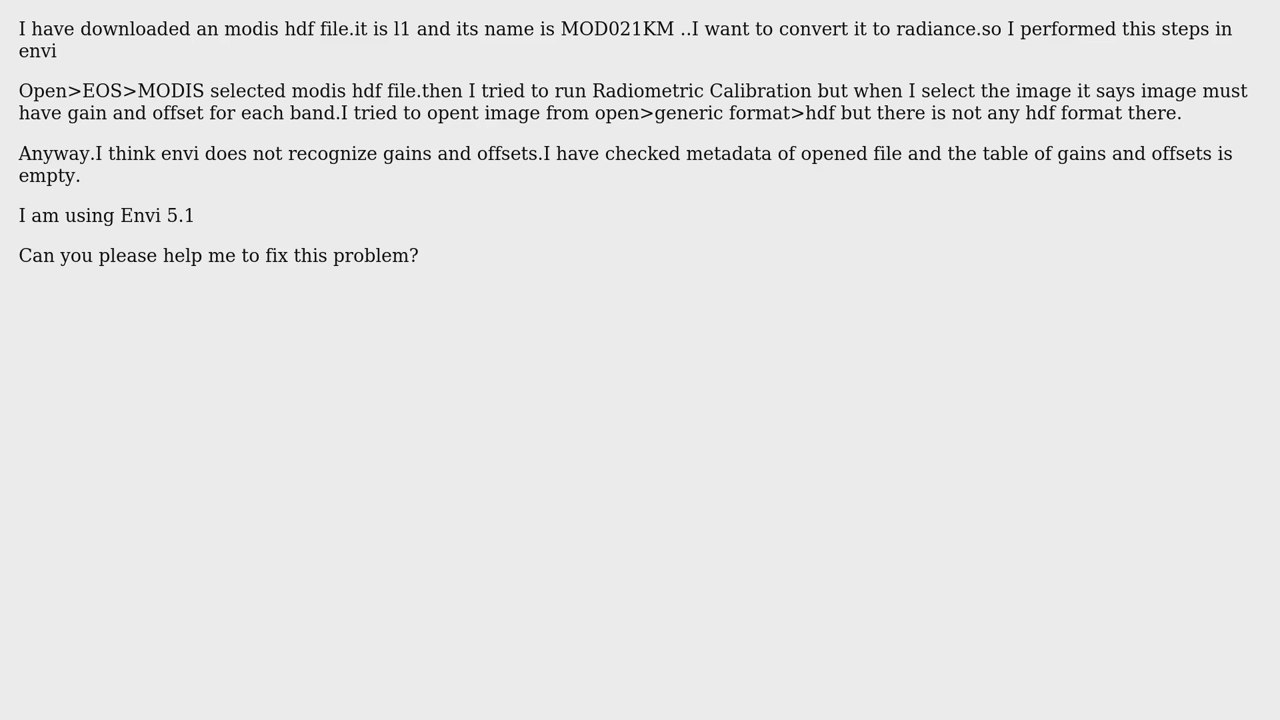 I have downloaded an modis hdf file.it is l1 and its name is MOD021KM ..I want to convert it to radiance.so I performed this steps in
envi
Open>EOS>MODIS selected modis hdf file.then I tried to run Radiometric Calibration but when I select the image it says image must
have gain and offset for each band.I tried to opent image from open>generic format>hdf but there is not any hdf format there.
Anyway.I think envi does not recognize gains and offsets.I have checked metadata of opened file and the table of gains and offsets is
empty.
I am using Envi 5.1
Can you please help me to fix this problem?